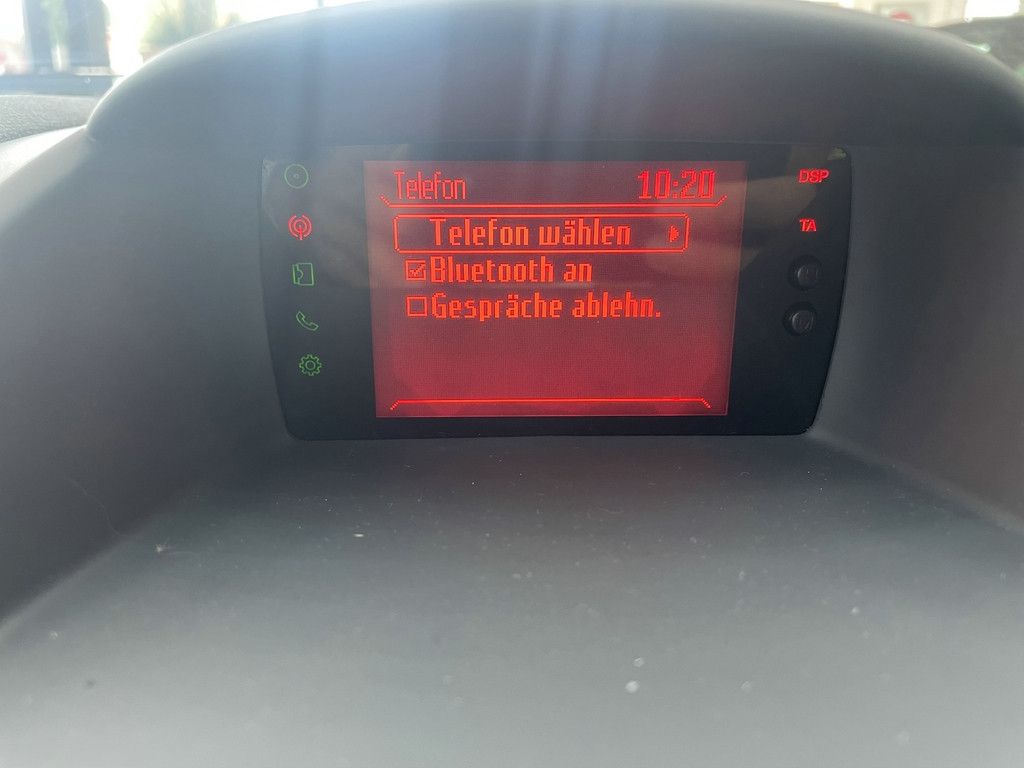 Telefon 10:20
DSP
TA
Telefon wählen
Bluetooth an
Gespräche ablehn.